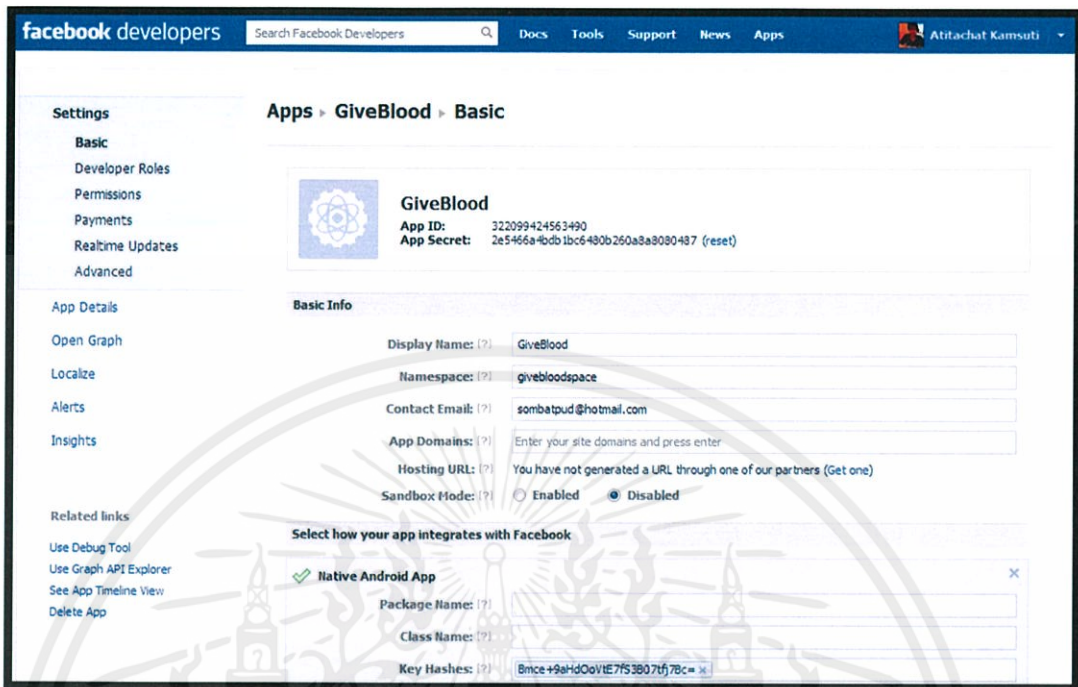 facebook developers Search Facebook Developers Docs Tools Support News Apps Atitachat Kamsuti
Settings
Basic
Developer Roles
Permissions
Payments
Realtime Updates
Advanced
App Details
Open Graph
Localize
Alerts
Insights
Related links
Use Debug Tool
Use Graph API Explorer
See App Timeline View
Delete App
Apps ▸ GiveBlood ▸ Basic
GiveBlood
App ID: 322099424563490
App Secret: 2e5466a4bdb1bc6480b260a8a8080487 (reset)
Basic Info
Display Name: [?] GiveBlood
Namespace: [?] givebloodspace
Contact Email: [?] sombatpud@hotmail.com
App Domains: [?] Enter your site domains and press enter
Hosting URL: [?] You have not generated a URL through one of our partners (Get one)
Sandbox Mode: [?] Enabled Disabled
Select how your app integrates with Facebook
Native Android App ×
Package Name: [?]
Class Name: [?]
Key Hashes: [?] 8mce+9aHdOoVtE7fS3B07tfj7Bc= ×